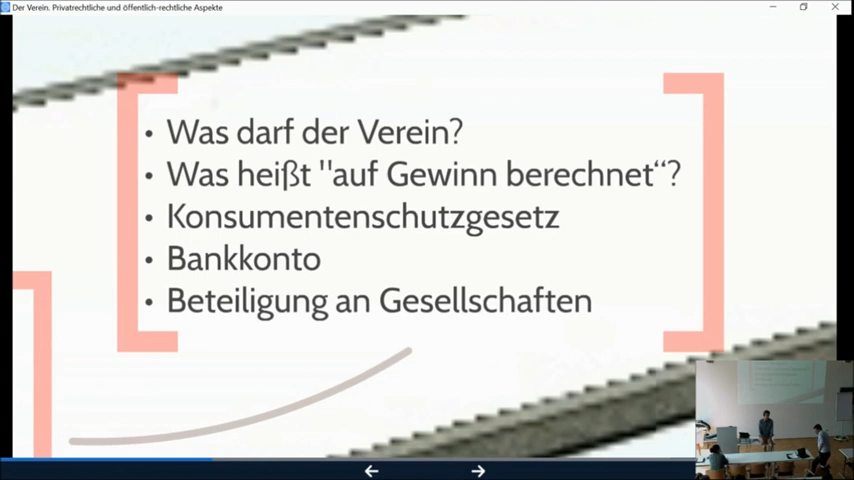 Der Verein. Privatrechtliche und öffentlich-rechtliche Aspekte
• Was darf der Verein?
• Was heißt "auf Gewinn berechnet“?
• Konsumentenschutzgesetz
• Bankkonto
• Beteiligung an Gesellschaften